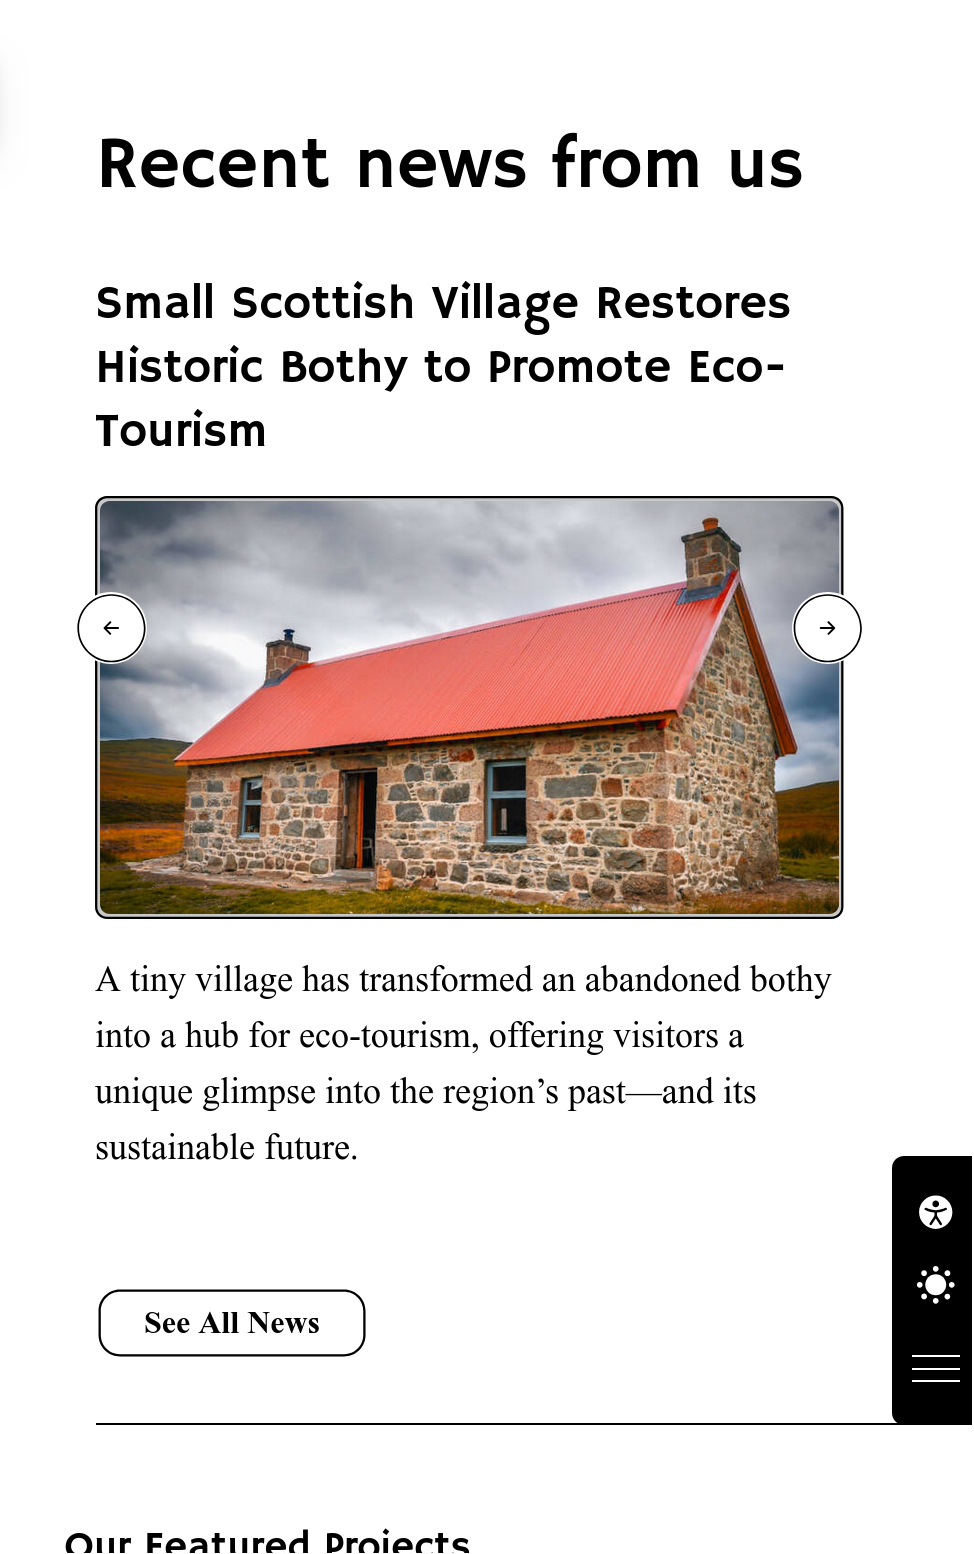 Recent news from us
Small Scottish Village Restores
Historic Bothy to Promote Eco-
Tourism
A tiny village has transformed an abandoned bothy
into a hub for eco-tourism, offering visitors a
unique glimpse into the region’s past—and its
sustainable future.
See All News
Our Featured Projects